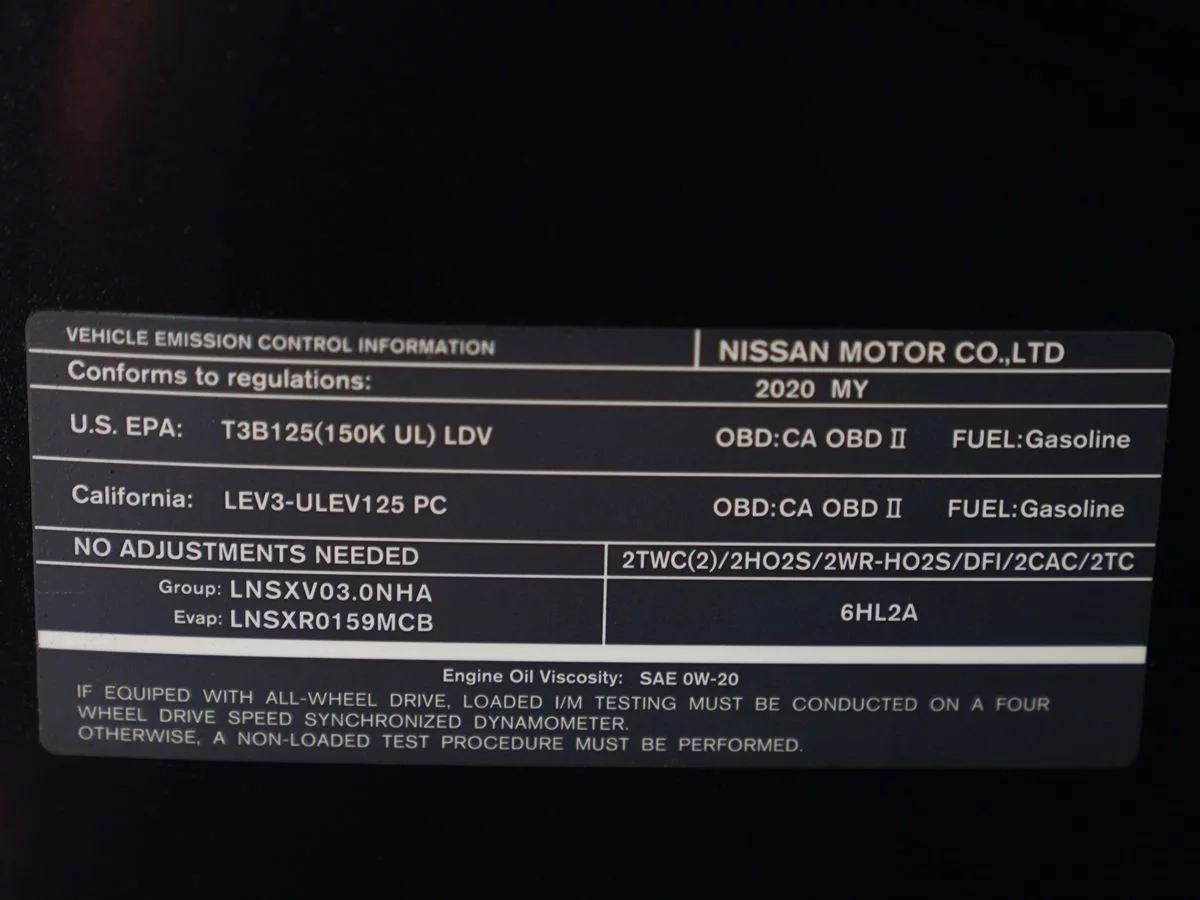 VEHICLE EMISSION CONTROL INFORMATION NISSAN MOTOR CO.,LTD
Conforms to regulations: 2020 MY
U.S. EPA: T3B125(150K UL) LDV OBD:CA OBD II FUEL:Gasoline
California: LEV3-ULEV125 PC OBD:CA OBD II FUEL:Gasoline
NO ADJUSTMENTS NEEDED 2TWC(2)/2HO2S/2WR-HO2S/DFI/2CAC/2TC
Group: LNSXV03.0NHA
Evap: LNSXR0159MCB
6HL2A
Engine Oil Viscosity: SAE 0W-20
IF EQUIPED WITH ALL-WHEEL DRIVE, LOADED I/M TESTING MUST BE CONDUCTED ON A FOUR
WHEEL DRIVE SPEED SYNCHRONIZED DYNAMOMETER.
OTHERWISE, A NON-LOADED TEST PROCEDURE MUST BE PERFORMED.